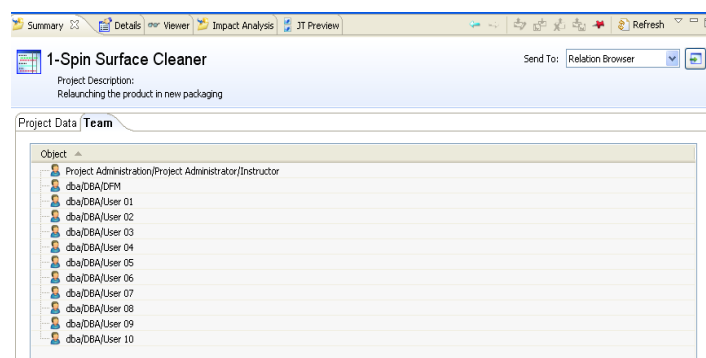 Summary Details Viewer Impact Analysis JT Preview Refresh
1-Spin Surface Cleaner Send To: Relation Browser
Project Description:
Relaunching the product in new packaging
Project Data Team
Object
Project Administration/Project Administrator/Instructor
dba/DBA/DFM
dba/DBA/User 01
dba/DBA/User 02
dba/DBA/User 03
dba/DBA/User 04
dba/DBA/User 05
dba/DBA/User 06
dba/DBA/User 07
dba/DBA/User 08
dba/DBA/User 09
dba/DBA/User 10